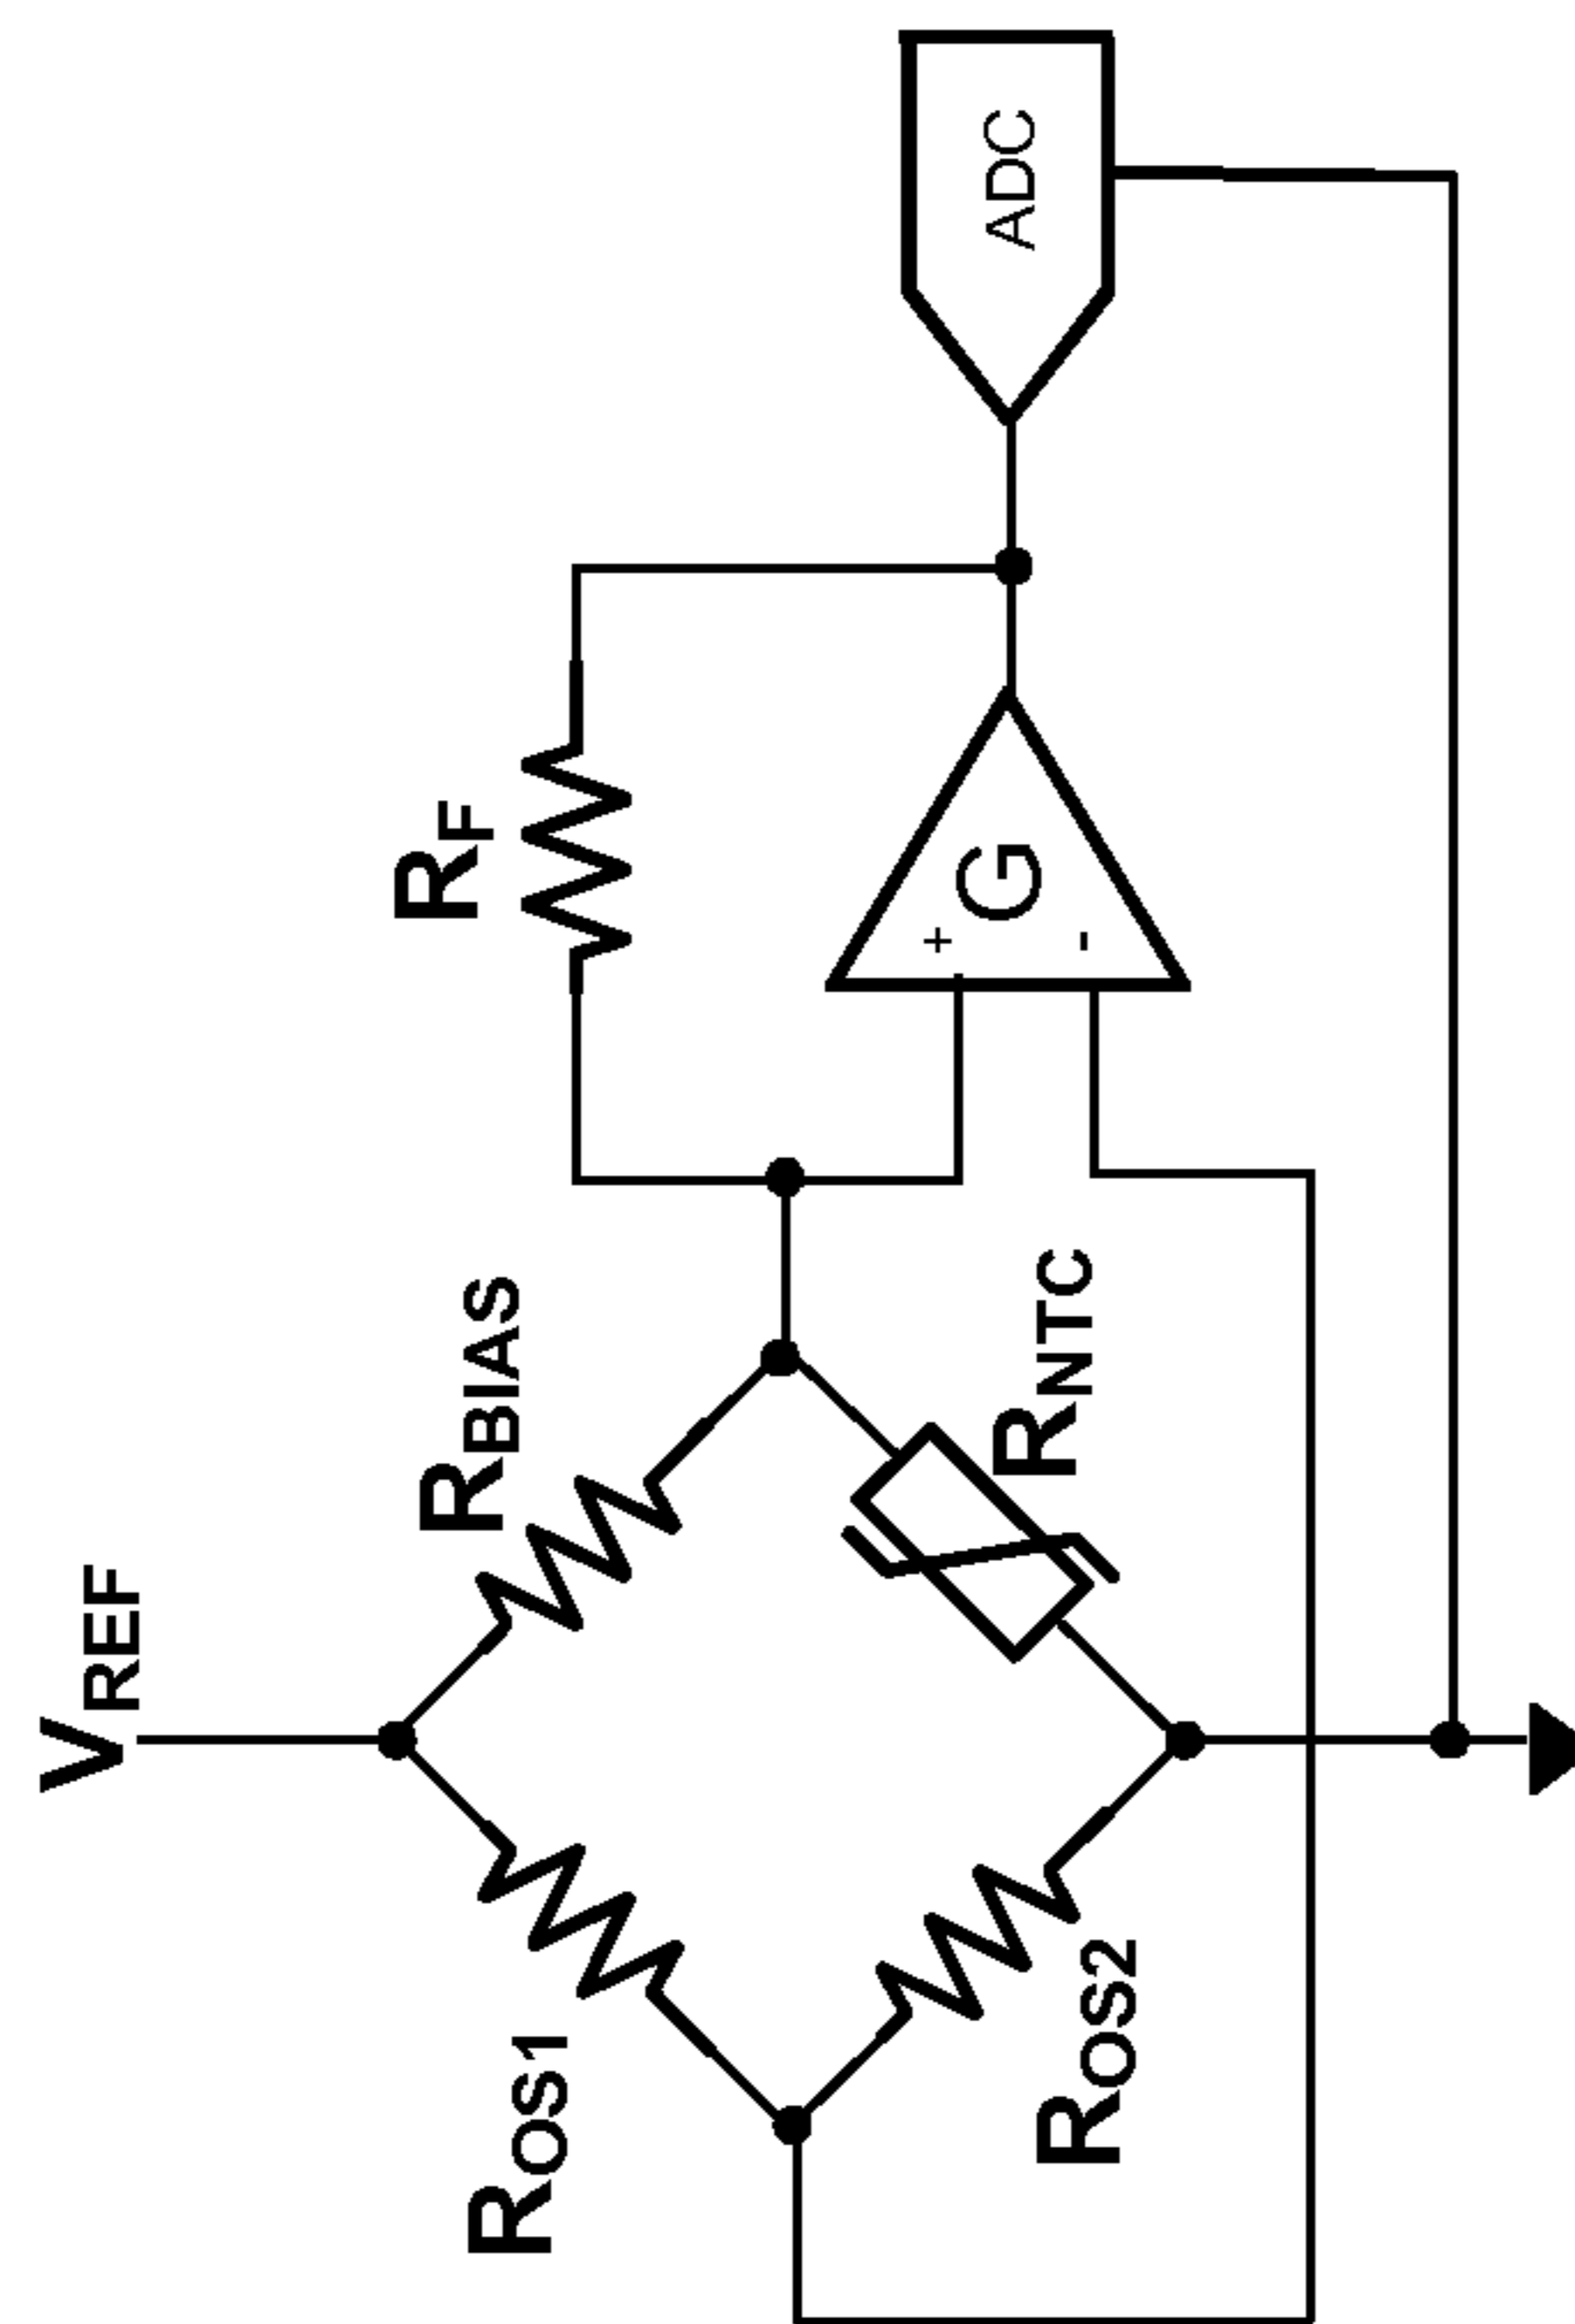 VREF
ROS1
RBIAS
RF
ADC
+
G
-
ROS2
RNTC